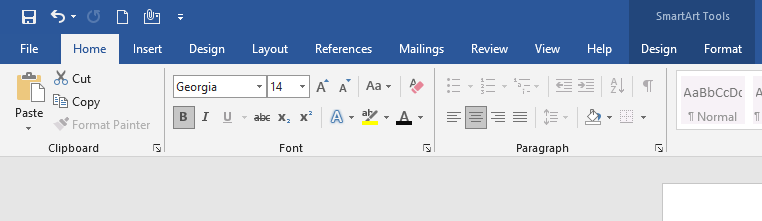 SmartArt Tools
File Home Insert Design Layout References Mailings Review View Help Design Format
Georgia 14 Aa
Cut
Copy
Format Painter
Paste
B I U abc x₂ x² A ab A
AaBbCcDc
¶ Normal
Clipboard Font Paragraph